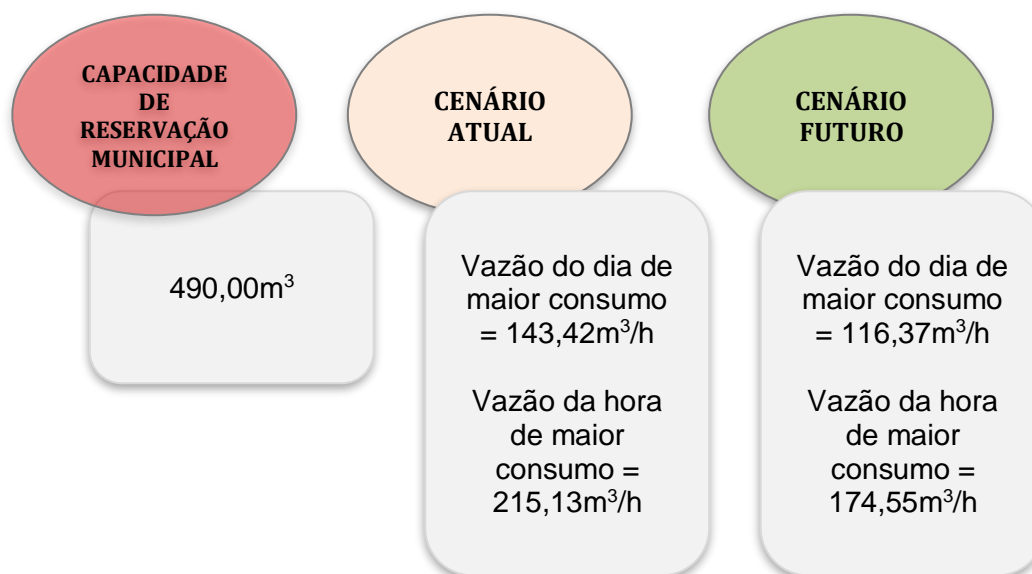 CAPACIDADE
DE
RESERVAÇÃO
MUNICIPAL
490,00m³
CENÁRIO
ATUAL
Vazão do dia de
maior consumo
= 143,42m³/h
Vazão da hora
de maior
consumo =
215,13m³/h
CENÁRIO
FUTURO
Vazão do dia de
maior consumo
= 116,37m³/h
Vazão da hora
de maior
consumo =
174,55m³/h